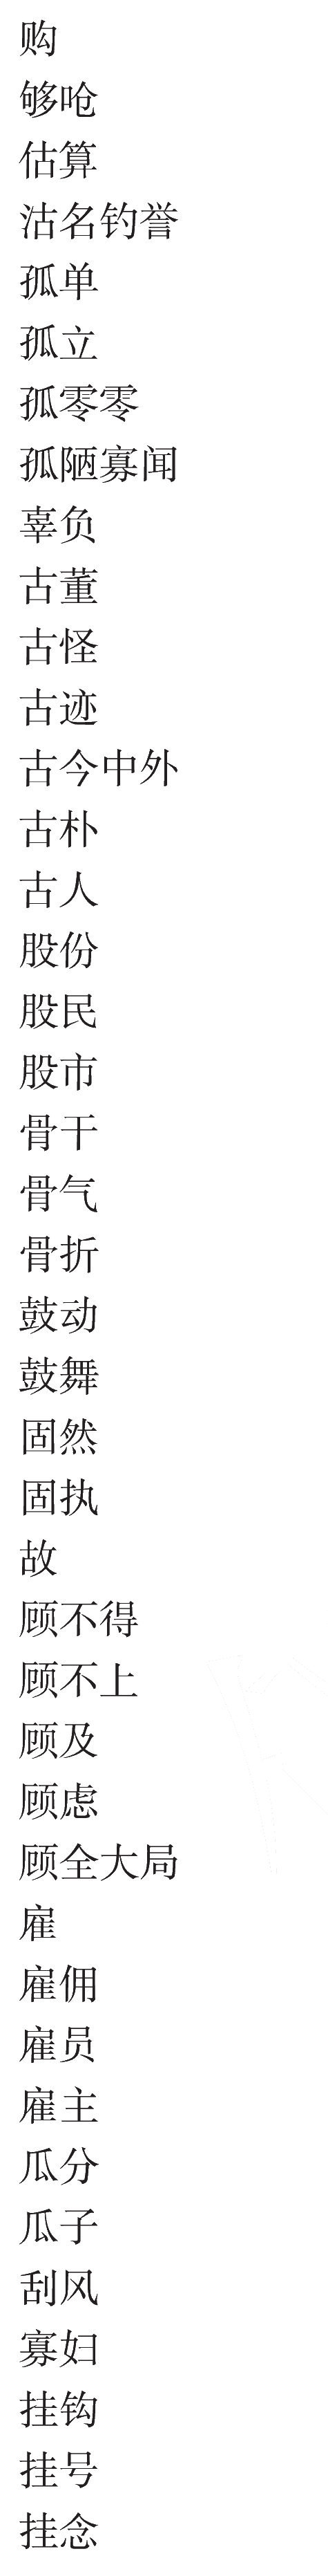 购
够呛
估算
沽名钓誉
孤单
孤立
孤零零
孤陋寡闻
辜负
古董
古怪
古迹
古今中外
古朴
古人
股份
股民
股市
骨干
骨气
骨折
鼓动
鼓舞
固然
固执
故
顾不得
顾不上
顾及
顾虑
顾全大局
雇
雇佣
雇员
雇主
瓜分
瓜子
刮风
寡妇
挂钩
挂号
挂念